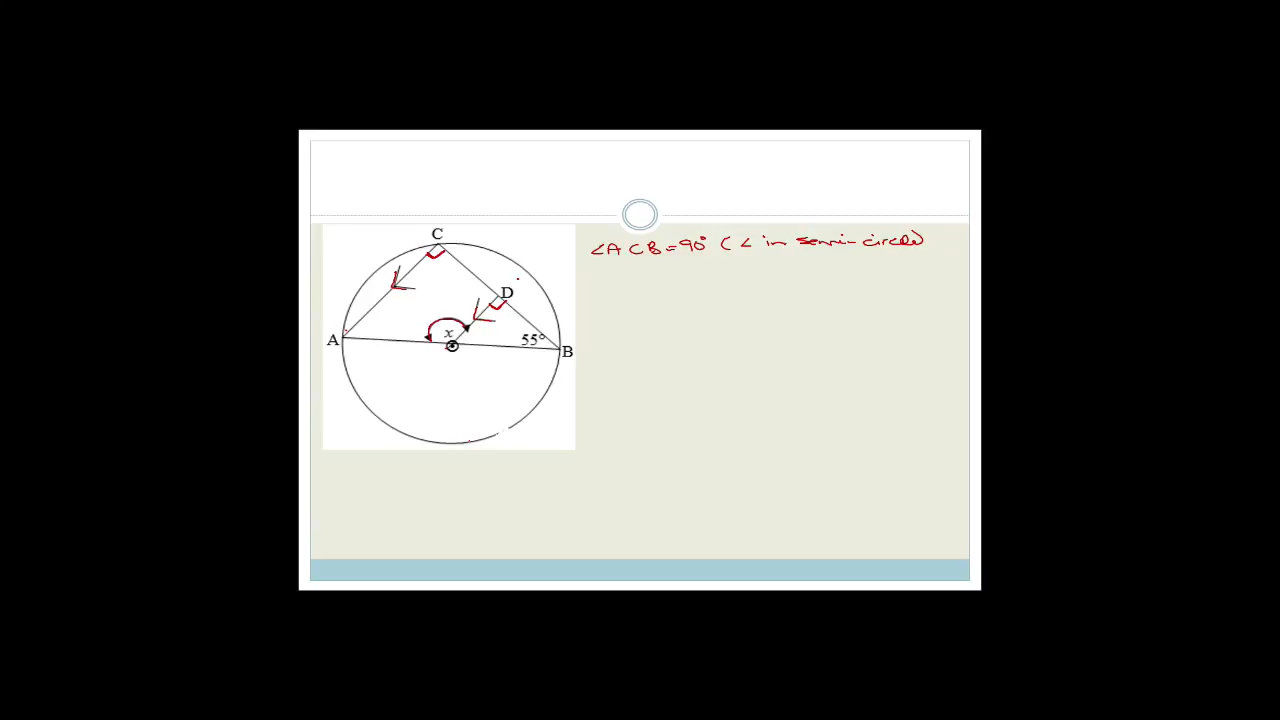 C
∠ACB=90° (∠ in semi-circle)
D
x
A
55°
B